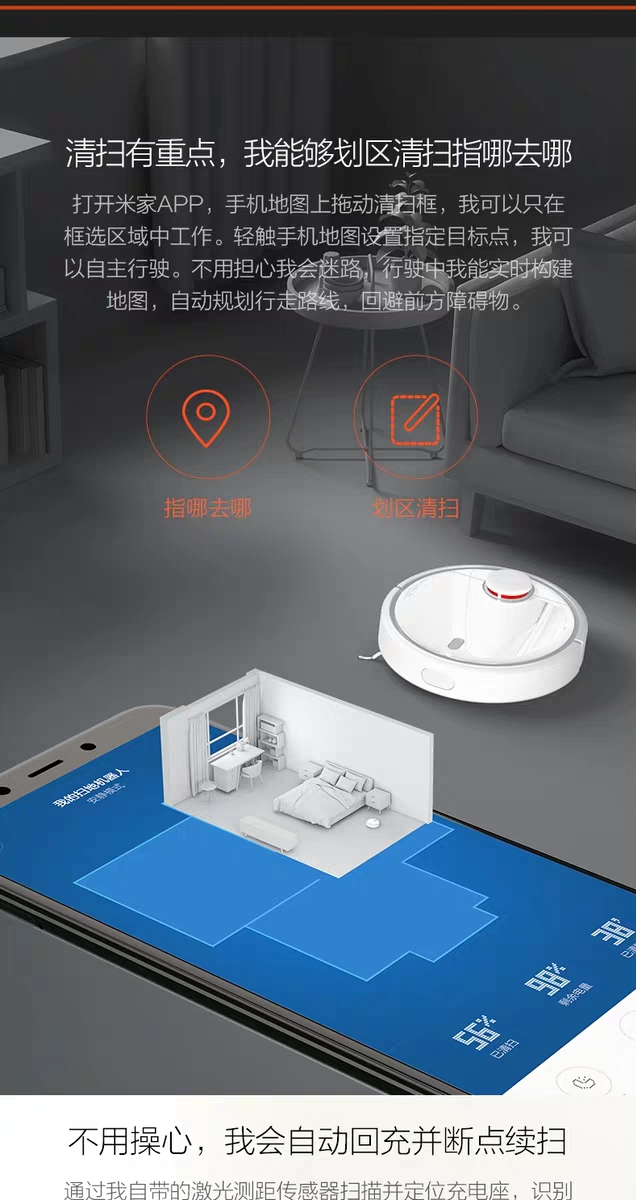 清扫有重点，我能够划区清扫指哪去哪
打开米家APP，手机地图上拖动清扫框，我可以只在
框选区域中工作。轻触手机地图设置指定目标点，我可
以自主行驶。不用担心我会迷路，行驶中我能实时构建
地图，自动规划行走路线，回避前方障碍物。
指哪去哪
划区清扫
我的扫地机器人
安静模式
38'
已清
98%
剩余电量
56%
已清扫
不用操心，我会自动回充并断点续扫
通过我自带的激光测距传感器扫描并定位充电座，识别